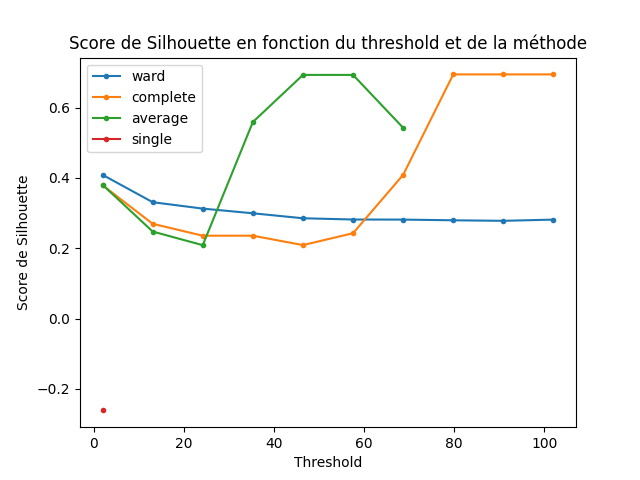 Score de Silhouette en fonction du threshold et de la méthode
ward
complete
average
single
Score de Silhouette
0.6
0.4
0.2
0.0
−0.2
0 20 40 60 80 100
Threshold